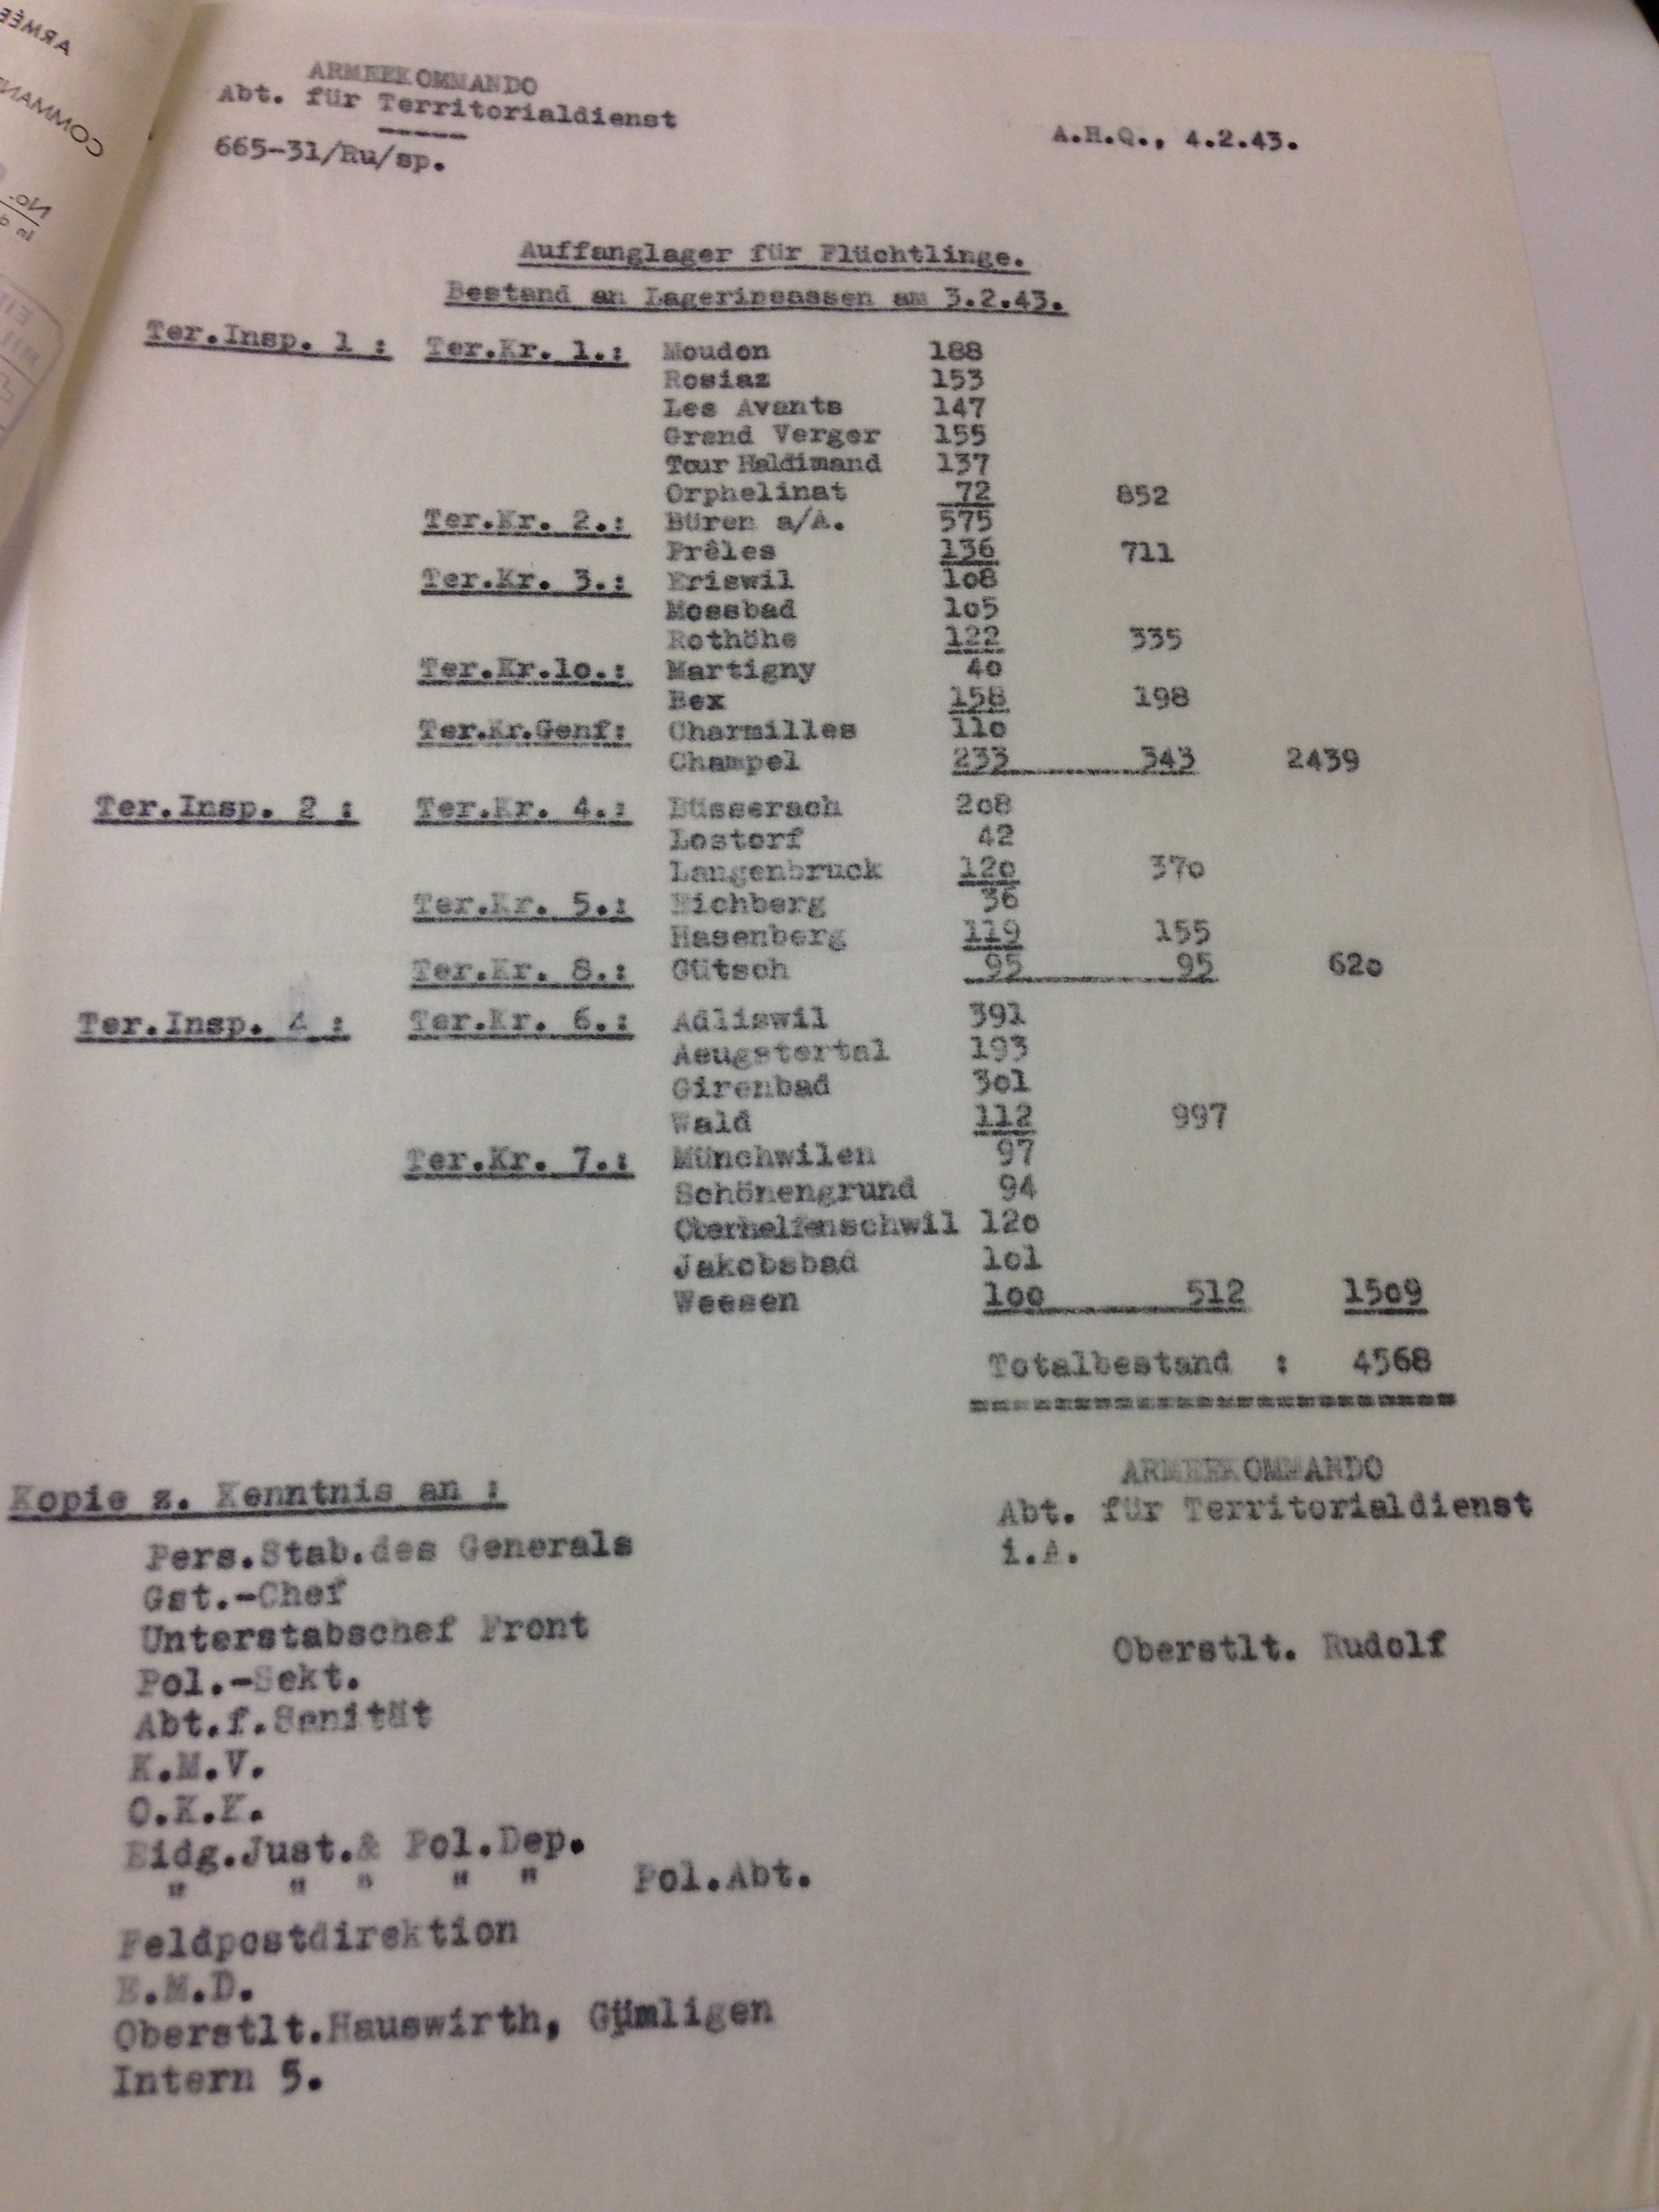 ARMÉE
COMMAN
No.
ARMEEKOMMANDO
Abt. für Territorialdienst
665-31/Ru/sp.
A.H.Q., 4.2.43.
Auffanglager für Flüchtlinge.
Bestand an Lagerinsassen am 3.2.43.
Ter.Insp. 1 : Ter.Kr. 1.: Moudon 188
Rosiaz 153
Les Avants 147
Grand Verger 155
Tour Haldimand 137
Orphelinat 72 852
Ter.Kr. 2.: Büren a/A. 575
Prêles 136 711
Ter.Kr. 3.: Eriswil 1o8
Moosbad 1o5
Rothöhe 122 335
Ter.Kr.1o.: Martigny 4o
Bex 158 198
Ter.Kr.Genf: Charmilles 11o
Champel 233 343 2439
Ter.Insp. 2 : Ter.Kr. 4.: Büsserach 2o8
Lostorf 42
Langenbruck 12o 37o
Ter.Kr. 5.: Eichberg 36
Hasenberg 119 155
Ter.Kr. 8.: Gütsch 95 95 62o
Ter.Insp. 4 : Ter.Kr. 6.: Adliswil 391
Aeugstertal 193
Girenbad 3o1
Wald 112 997
Ter.Kr. 7.: Münchwilen 97
Schönengrund 94
Oberhelfenschwil 12o
Jakobsbad 1o1
Weesen 1oo 512 15o9
Totalbestand : 4568
ARMEEKOMMANDO
Abt. für Territorialdienst
i.A.
Oberstlt. Rudolf
Kopie z. Kenntnis an :
Pers.Stab.des Generals
Gst.-Chef
Unterstabschef Front
Pol.-Sekt.
Abt.f.Sanität
K.M.V.
O.K.K.
Eidg.Just.& Pol.Dep.
" " " " " Pol.Abt.
Feldpostdirektion
E.M.D.
Oberstlt.Hauswirth, Gümligen
Intern 5.